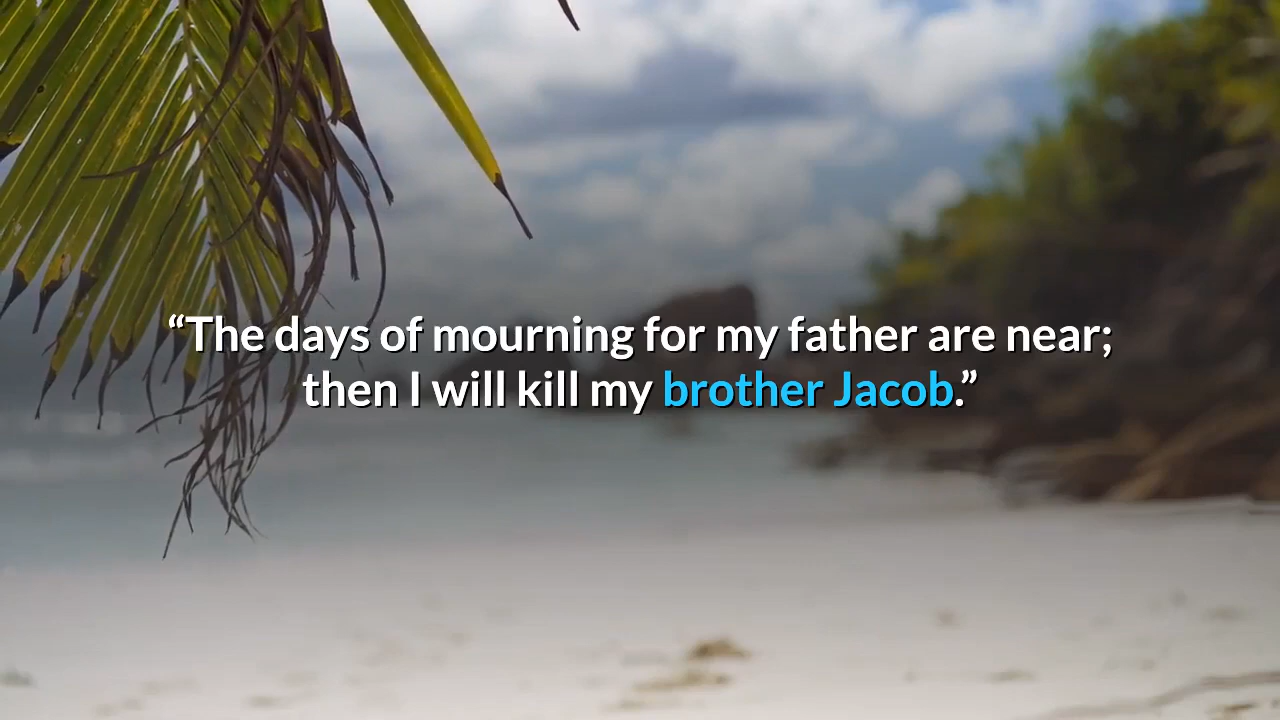 “The days of mourning for my father are near;
then I will kill my brother Jacob.”